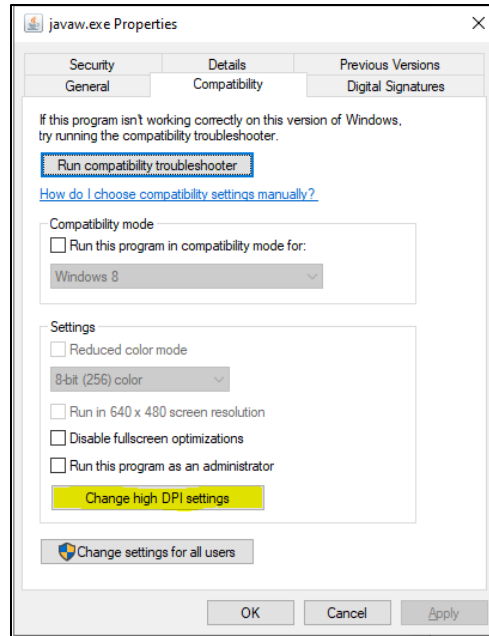 javaw.exe Properties
Security Details Previous Versions
General Compatibility Digital Signatures
If this program isn't working correctly on this version of Windows,
try running the compatibility troubleshooter.
Run compatibility troubleshooter
How do I choose compatibility settings manually?
Compatibility mode
Run this program in compatibility mode for:
Windows 8
Settings
Reduced color mode
8-bit (256) color
Run in 640 x 480 screen resolution
Disable fullscreen optimizations
Run this program as an administrator
Change high DPI settings
Change settings for all users
OK Cancel Apply